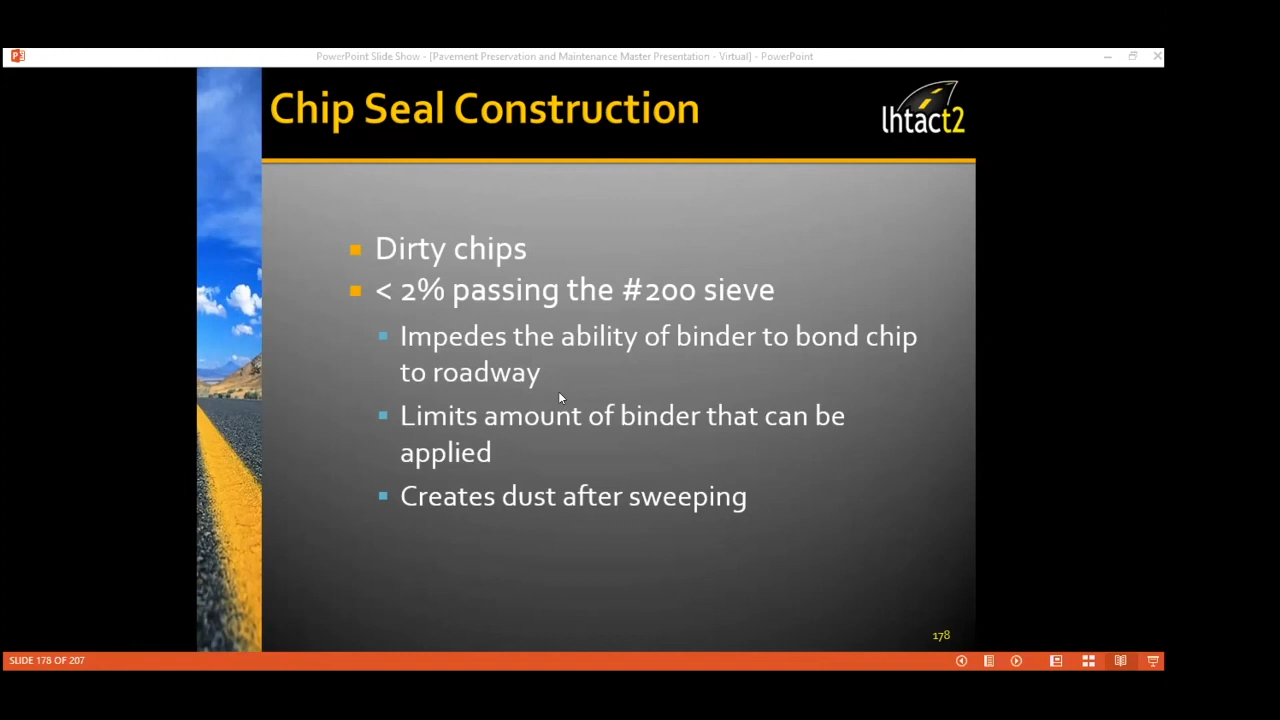 PowerPoint Slide Show - [Pavement Preservation and Maintenance Master Presentation - Virtual] - PowerPoint
Chip Seal Construction
lhtact2
Dirty chips
< 2% passing the #200 sieve
Impedes the ability of binder to bond chip
to roadway
Limits amount of binder that can be
applied
Creates dust after sweeping
178
SLIDE 178 OF 207